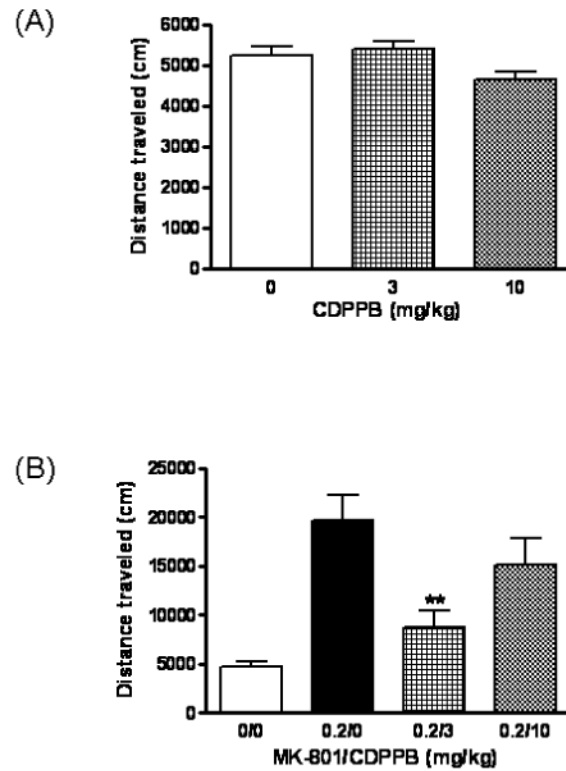 (A)
Distance traveled (cm)
6000
5000
4000
3000
2000
1000
0
0 3 10
CDPPB (mg/kg)
(B)
Distance traveled (cm)
25000
20000
15000
10000
5000
0
**
0/0 0.2/0 0.2/3 0.2/10
MK-801/CDPPB (mg/kg)